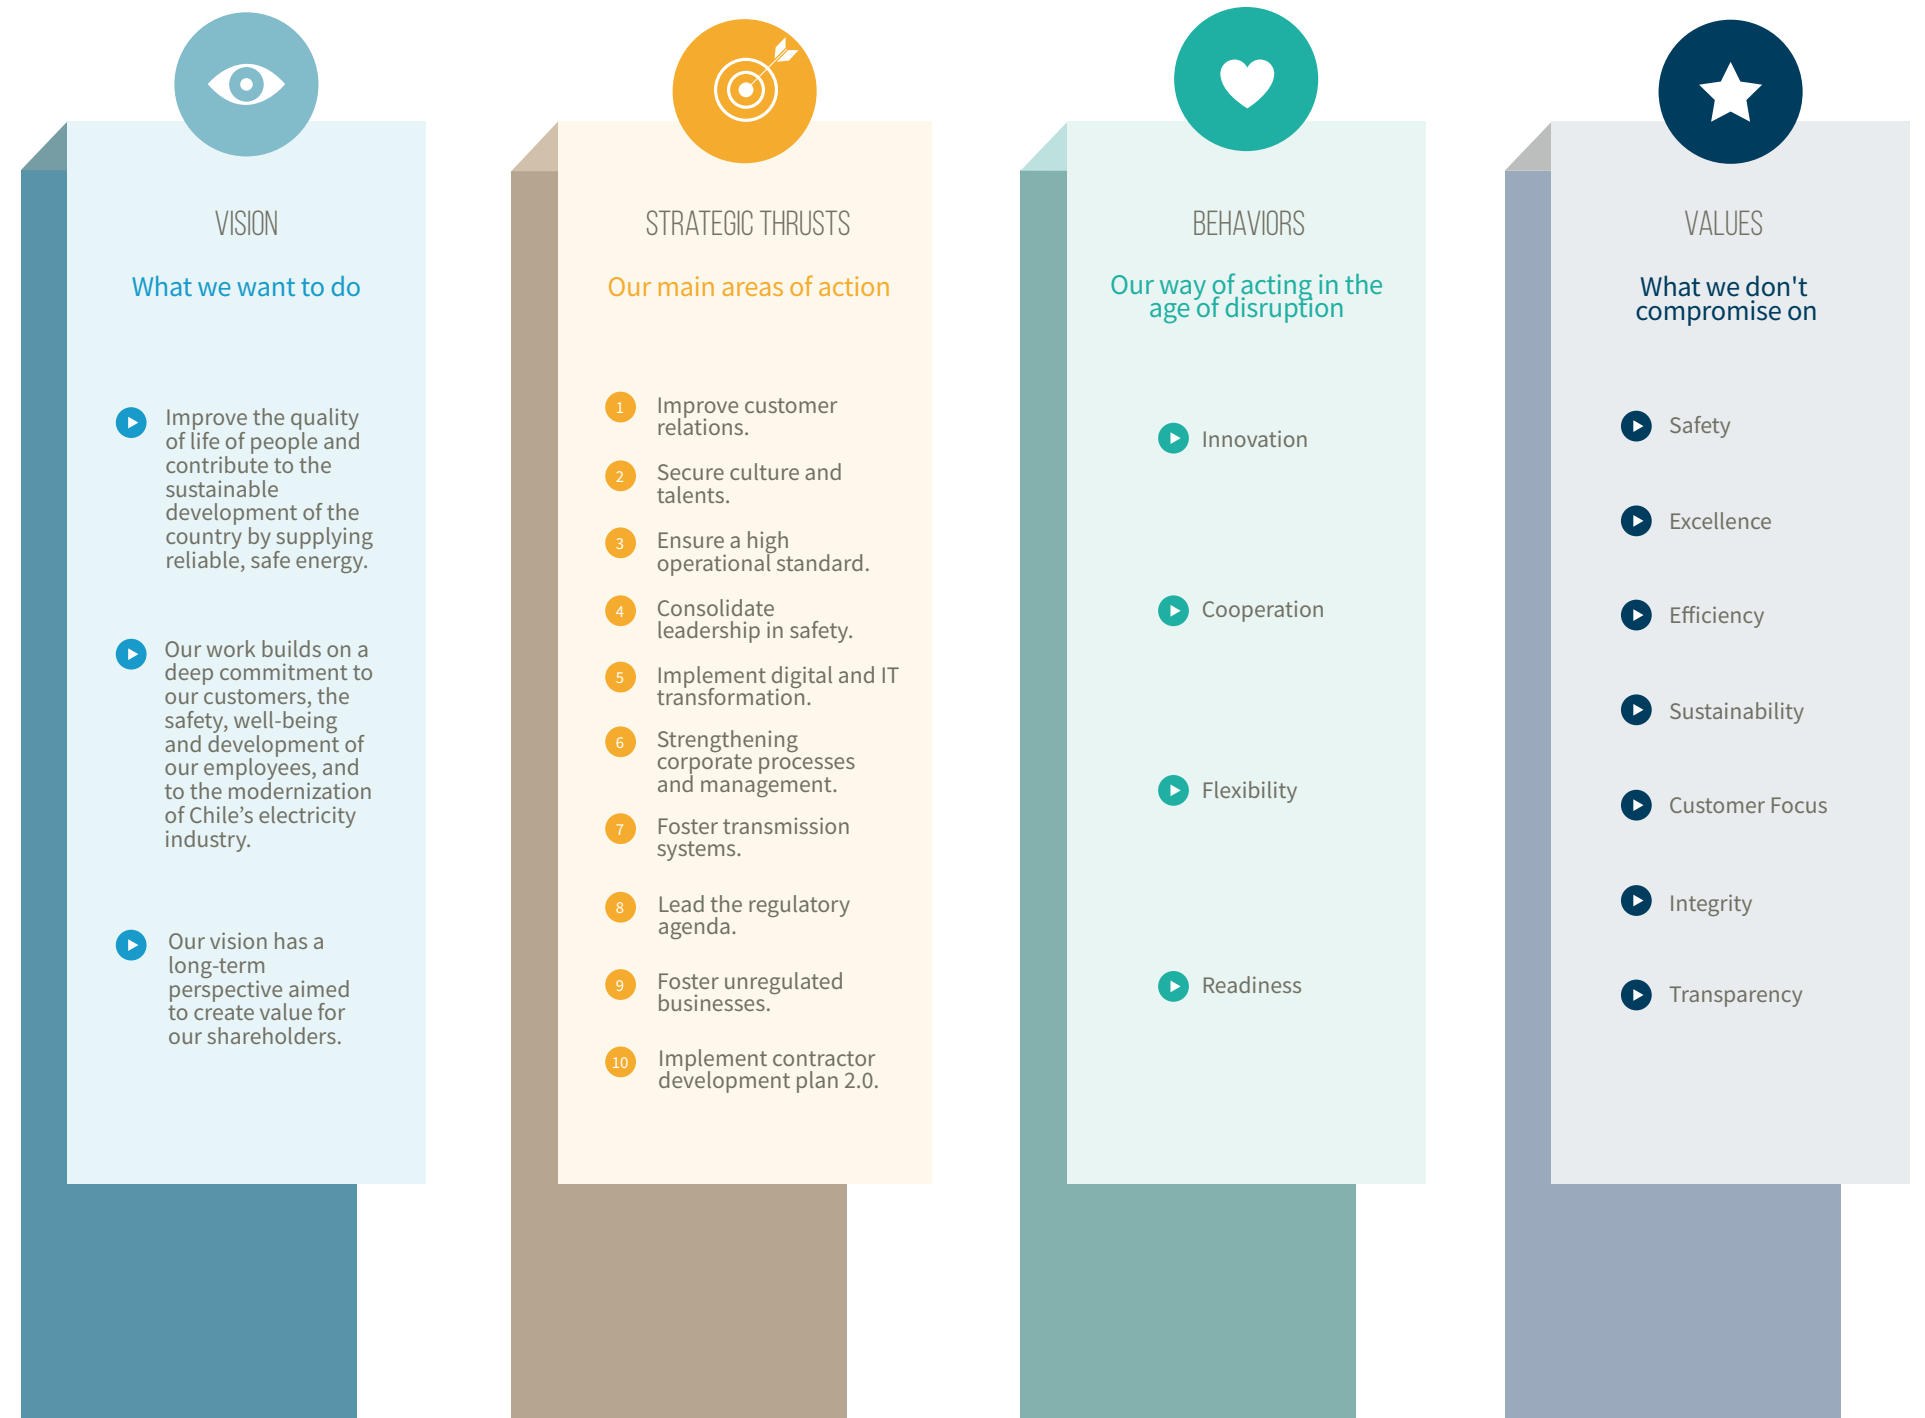 VISION
What we want to do
Improve the quality
of life of people and
contribute to the
sustainable
development of the
country by supplying
reliable, safe energy.
Our work builds on a
deep commitment to
our customers, the
safety, well-being
and development of
our employees, and
to the modernization
of Chile’s electricity
industry.
Our vision has a
long-term
perspective aimed
to create value for
our shareholders.
STRATEGIC THRUSTS
Our main areas of action
1 Improve customer
relations.
2 Secure culture and
talents.
3 Ensure a high
operational standard.
4 Consolidate
leadership in safety.
5 Implement digital and IT
transformation.
6 Strengthening
corporate processes
and management.
7 Foster transmission
systems.
8 Lead the regulatory
agenda.
9 Foster unregulated
businesses.
10 Implement contractor
development plan 2.0.
BEHAVIORS
Our way of acting in the
age of disruption
Innovation
Cooperation
Flexibility
Readiness
VALUES
What we don't
compromise on
Safety
Excellence
Efficiency
Sustainability
Customer Focus
Integrity
Transparency